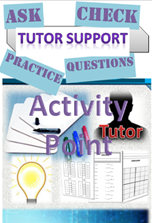 ASK
CHECK
TUTOR SUPPORT
PRACTICE
QUESTIONS
Activity
Tutor
Point